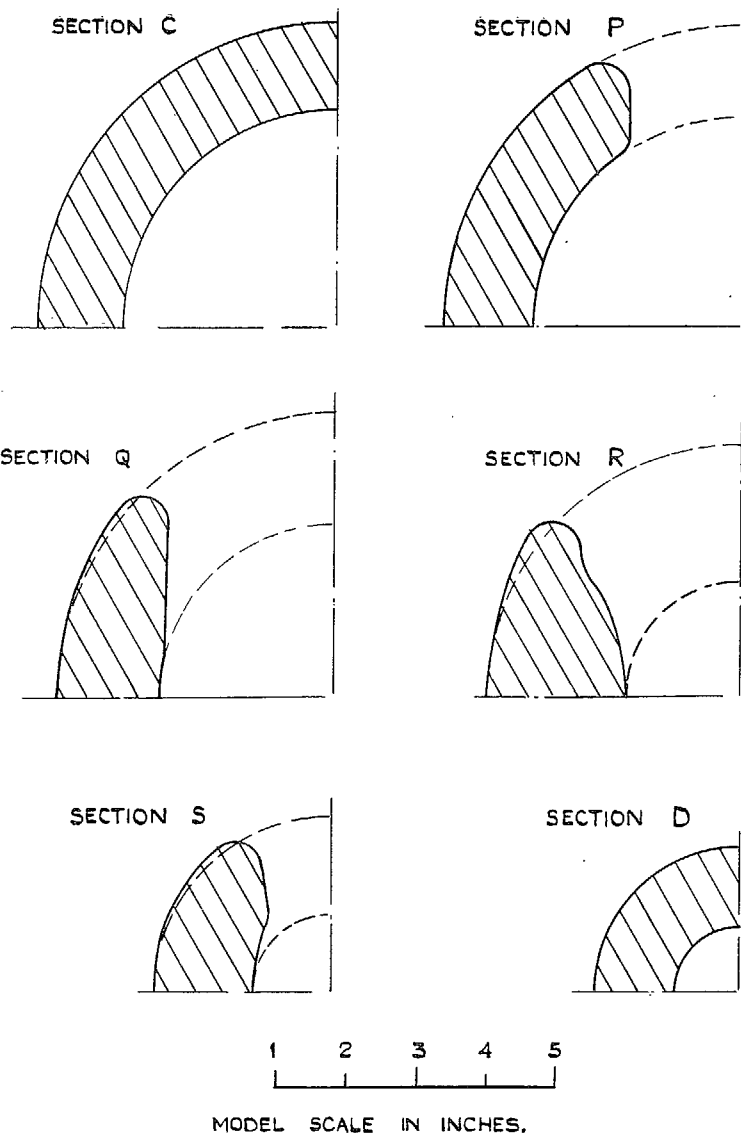 SECTION C
SECTION P
SECTION Q
SECTION R
SECTION S
SECTION D
1 2 3 4 5
MODEL SCALE IN INCHES.